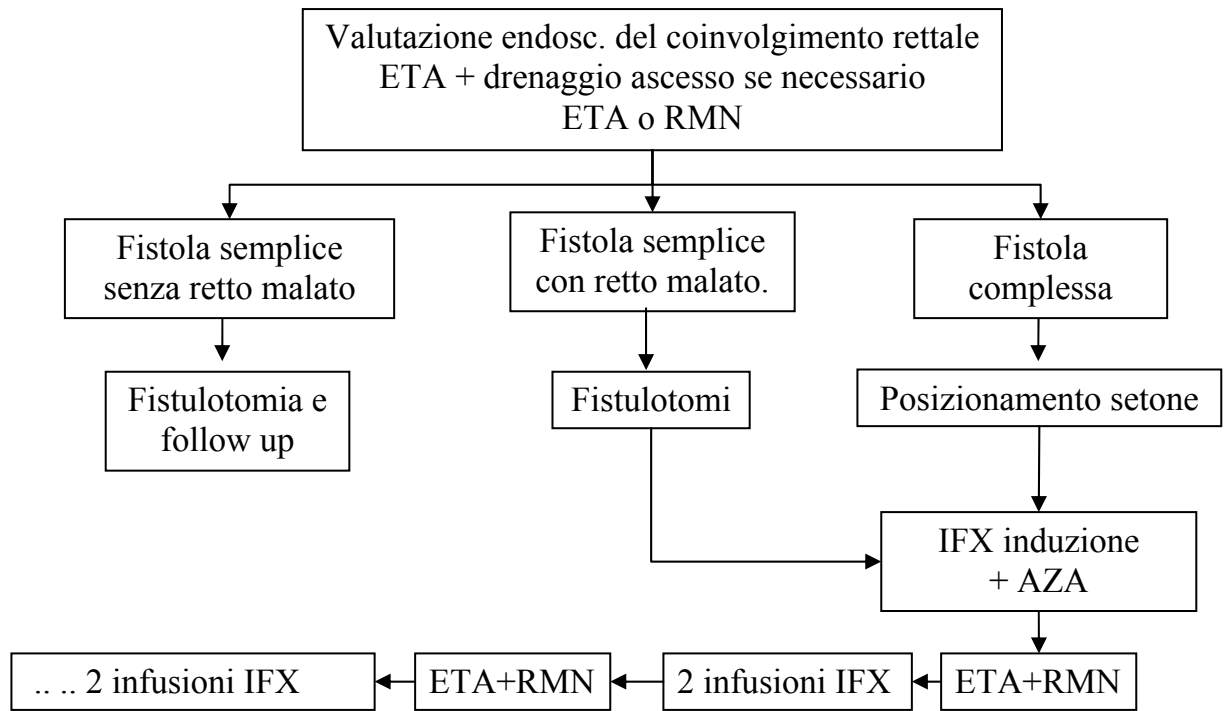 Valutazione endosc. del coinvolgimento rettale
ETA + drenaggio ascesso se necessario
ETA o RMN
Fistola semplice
senza retto malato
Fistola semplice
con retto malato.
Fistola
complessa
Fistulotomia e
follow up
Fistulotomi
Posizionamento setone
IFX induzione
+ AZA
.. .. 2 infusioni IFX
ETA+RMN
2 infusioni IFX
ETA+RMN